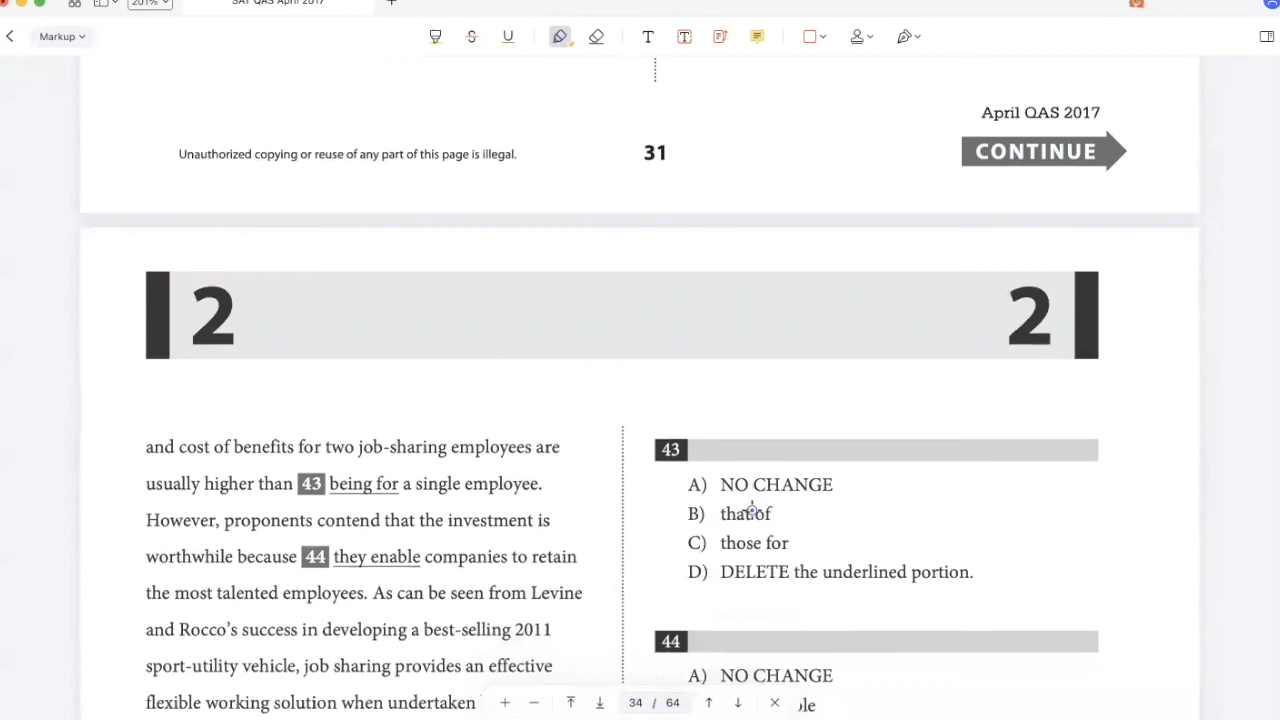 201%
SAT QAS April 2017
Markup
April QAS 2017
Unauthorized copying or reuse of any part of this page is illegal.
31
CONTINUE
2
2
and cost of benefits for two job-sharing employees are
usually higher than 43 being for a single employee.
However, proponents contend that the investment is
worthwhile because 44 they enable companies to retain
the most talented employees. As can be seen from Levine
and Rocco's success in developing a best-selling 2011
sport-utility vehicle, job sharing provides an effective
flexible working solution when undertaken
43
A) NO CHANGE
B) that of
C) those for
D) DELETE the underlined portion.
44
A) NO CHANGE
34 / 64